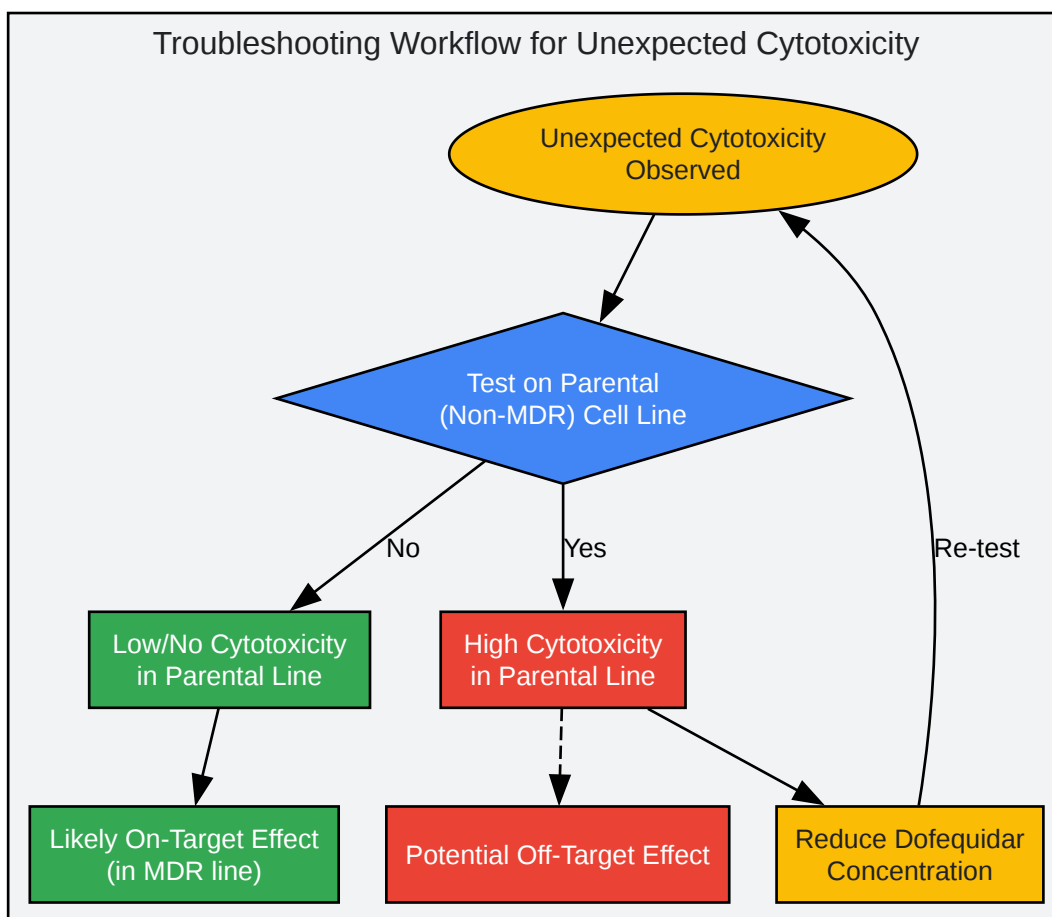 Troubleshooting Workflow for Unexpected Cytotoxicity
Unexpected Cytotoxicity
Observed
Test on Parental
(Non-MDR) Cell Line
No
Yes
Re-test
Low/No Cytotoxicity
in Parental Line
High Cytotoxicity
in Parental Line
Likely On-Target Effect
(in MDR line)
Potential Off-Target Effect
Reduce Dofequidar
Concentration